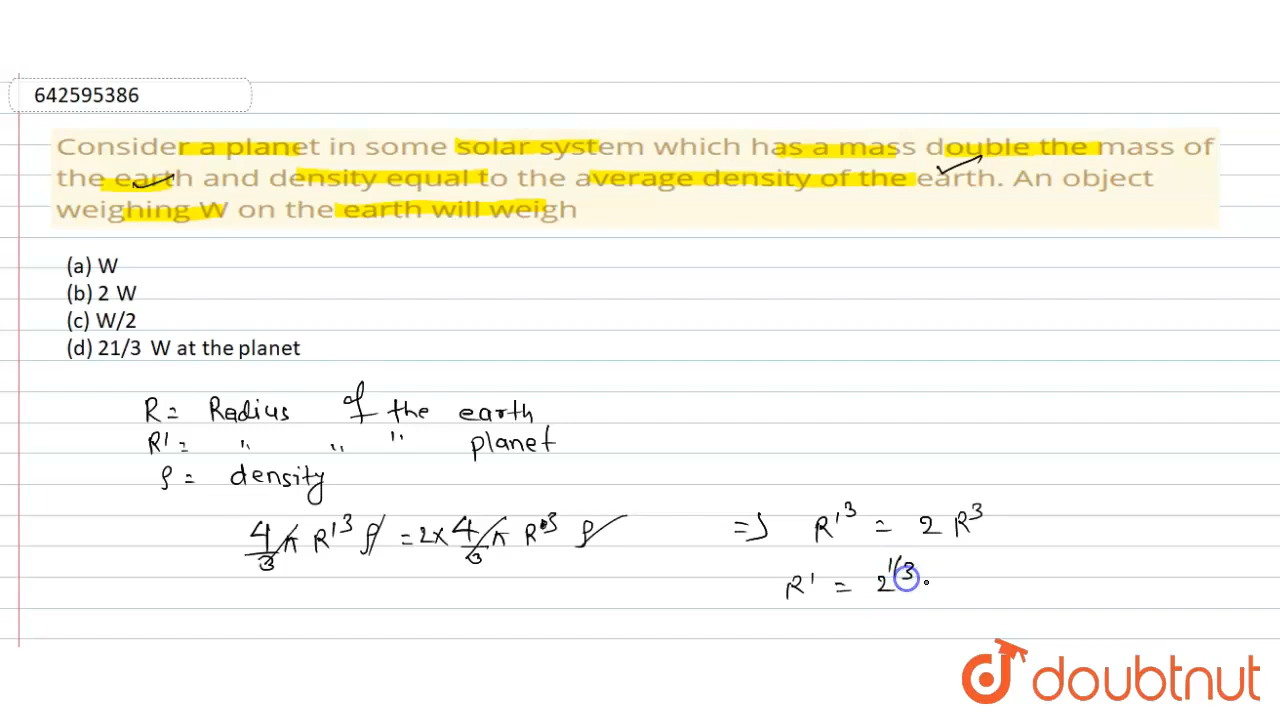 642595386
Consider a planet in some solar system which has a mass double the mass of
the earth and density equal to the average density of the earth. An object
weighing W on the earth will weigh
(a) W
(b) 2 W
(c) W/2
(d) 21/3 W at the planet
R = Radius of the earth
R' = " " " planet
ρ = density
4/3 π R'³ ρ = 2 × 4/3 π R³ ρ ⇒ R'³ = 2 R³
R' = 2^1/3
doubtnut